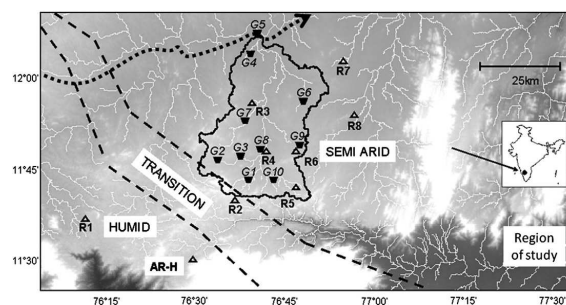 G5
12°00'
G4
R7
25km
G6
R3
G7
R8
11°45'
G8
G9
G2
G3
R4
R6
SEMI ARID
TRANSITION
G1
G10
R5
R2
R1
HUMID
AR-H
Region
of study
11°30'
76°15'
76°30'
76°45'
77°00'
77°15'
77°30'